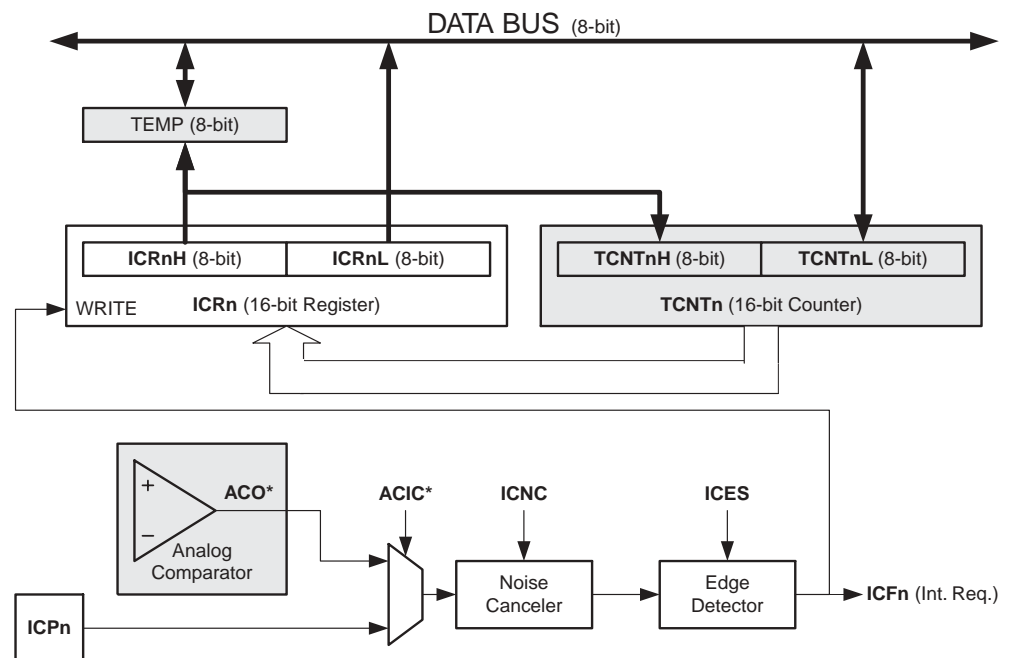 DATA BUS (8-bit)
TEMP (8-bit)
ICRnH (8-bit) ICRnL (8-bit) TCNTnH (8-bit) TCNTnL (8-bit)
WRITE ICRn (16-bit Register) TCNTn (16-bit Counter)
+
ACO* ACIC* ICNC ICES
−
Analog
Comparator
Noise
Canceler
Edge
Detector
ICFn (Int. Req.)
ICPn